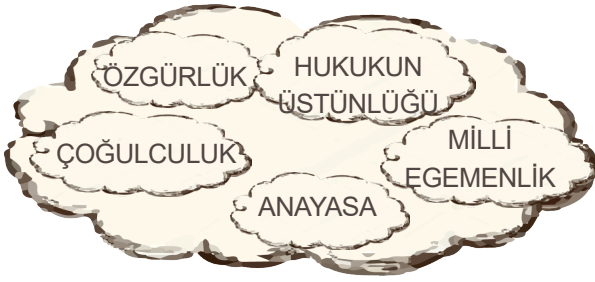 ÖZGÜRLÜK
HUKUKUN
ÜSTÜNLÜĞÜ
ÇOĞULCULUK
MİLLİ
EGEMENLİK
ANAYASA